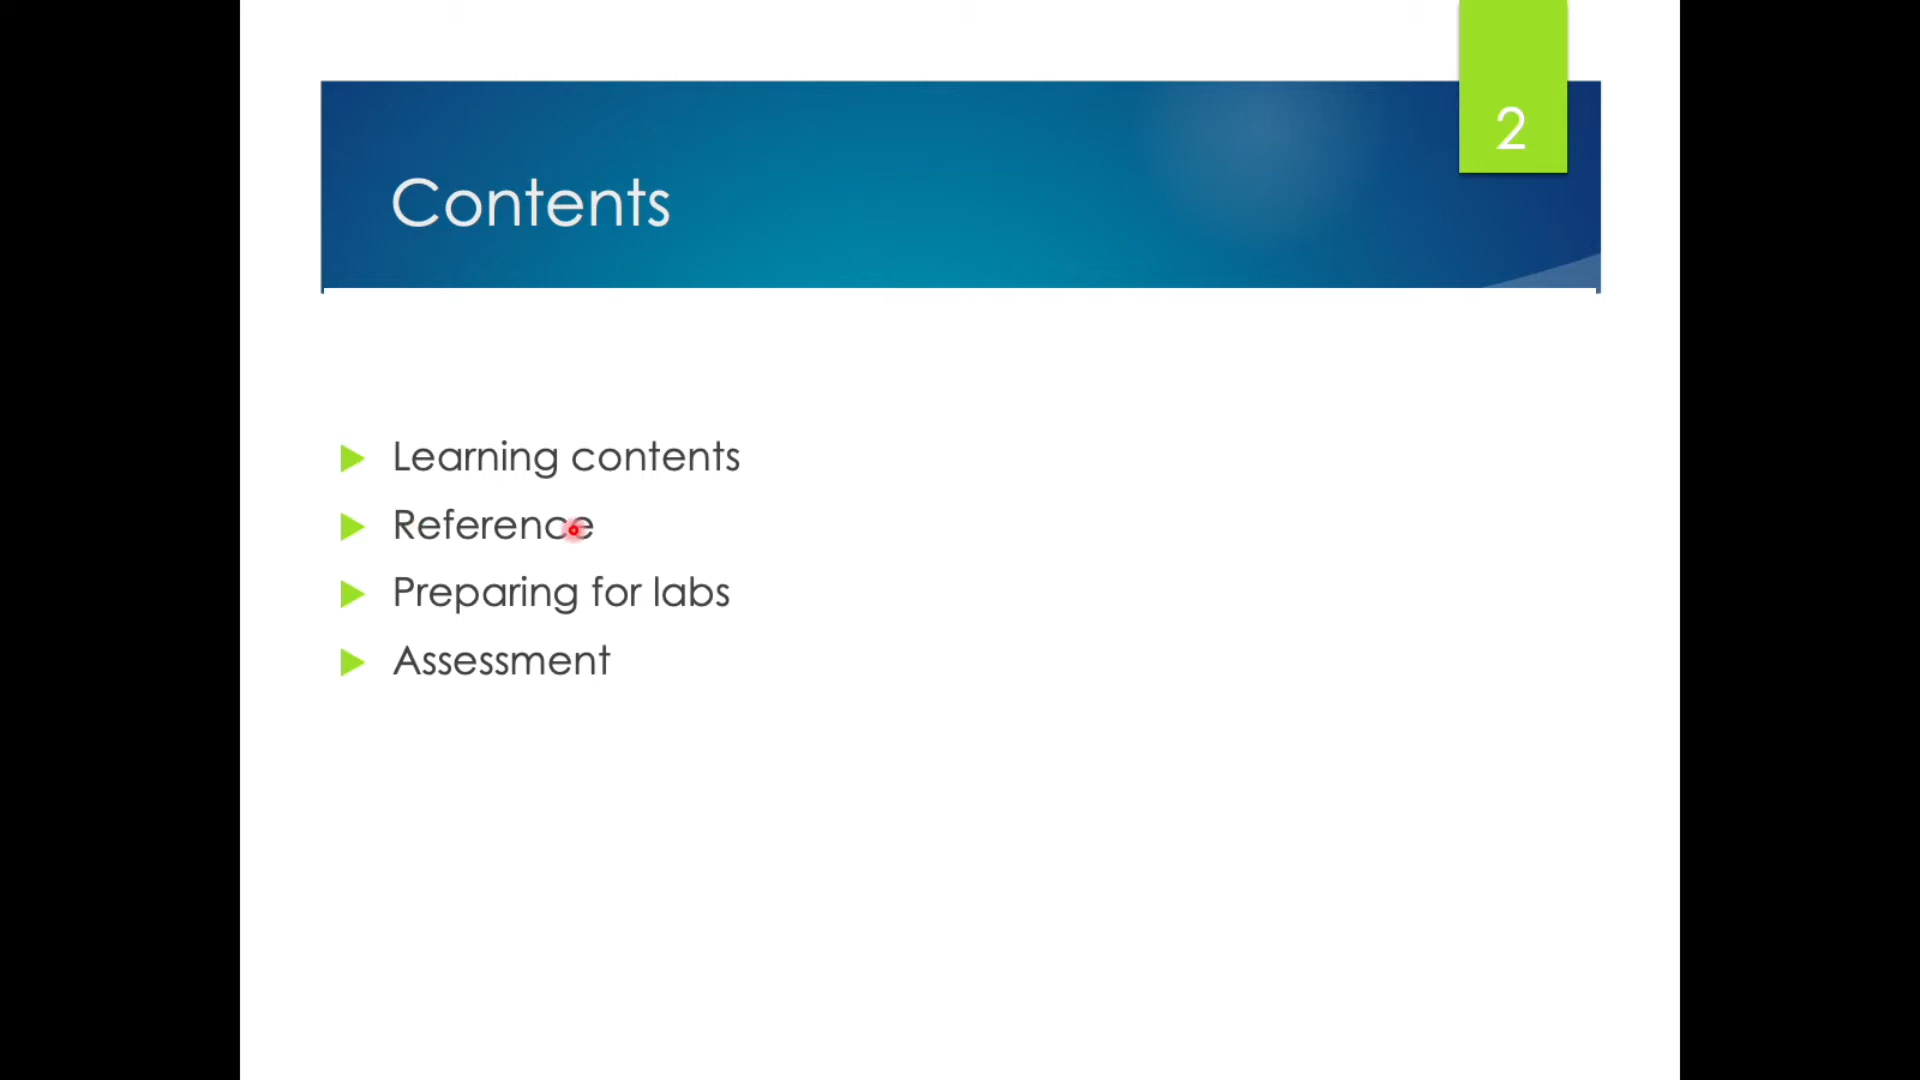 2
Contents
Learning contents
Reference
Preparing for labs
Assessment